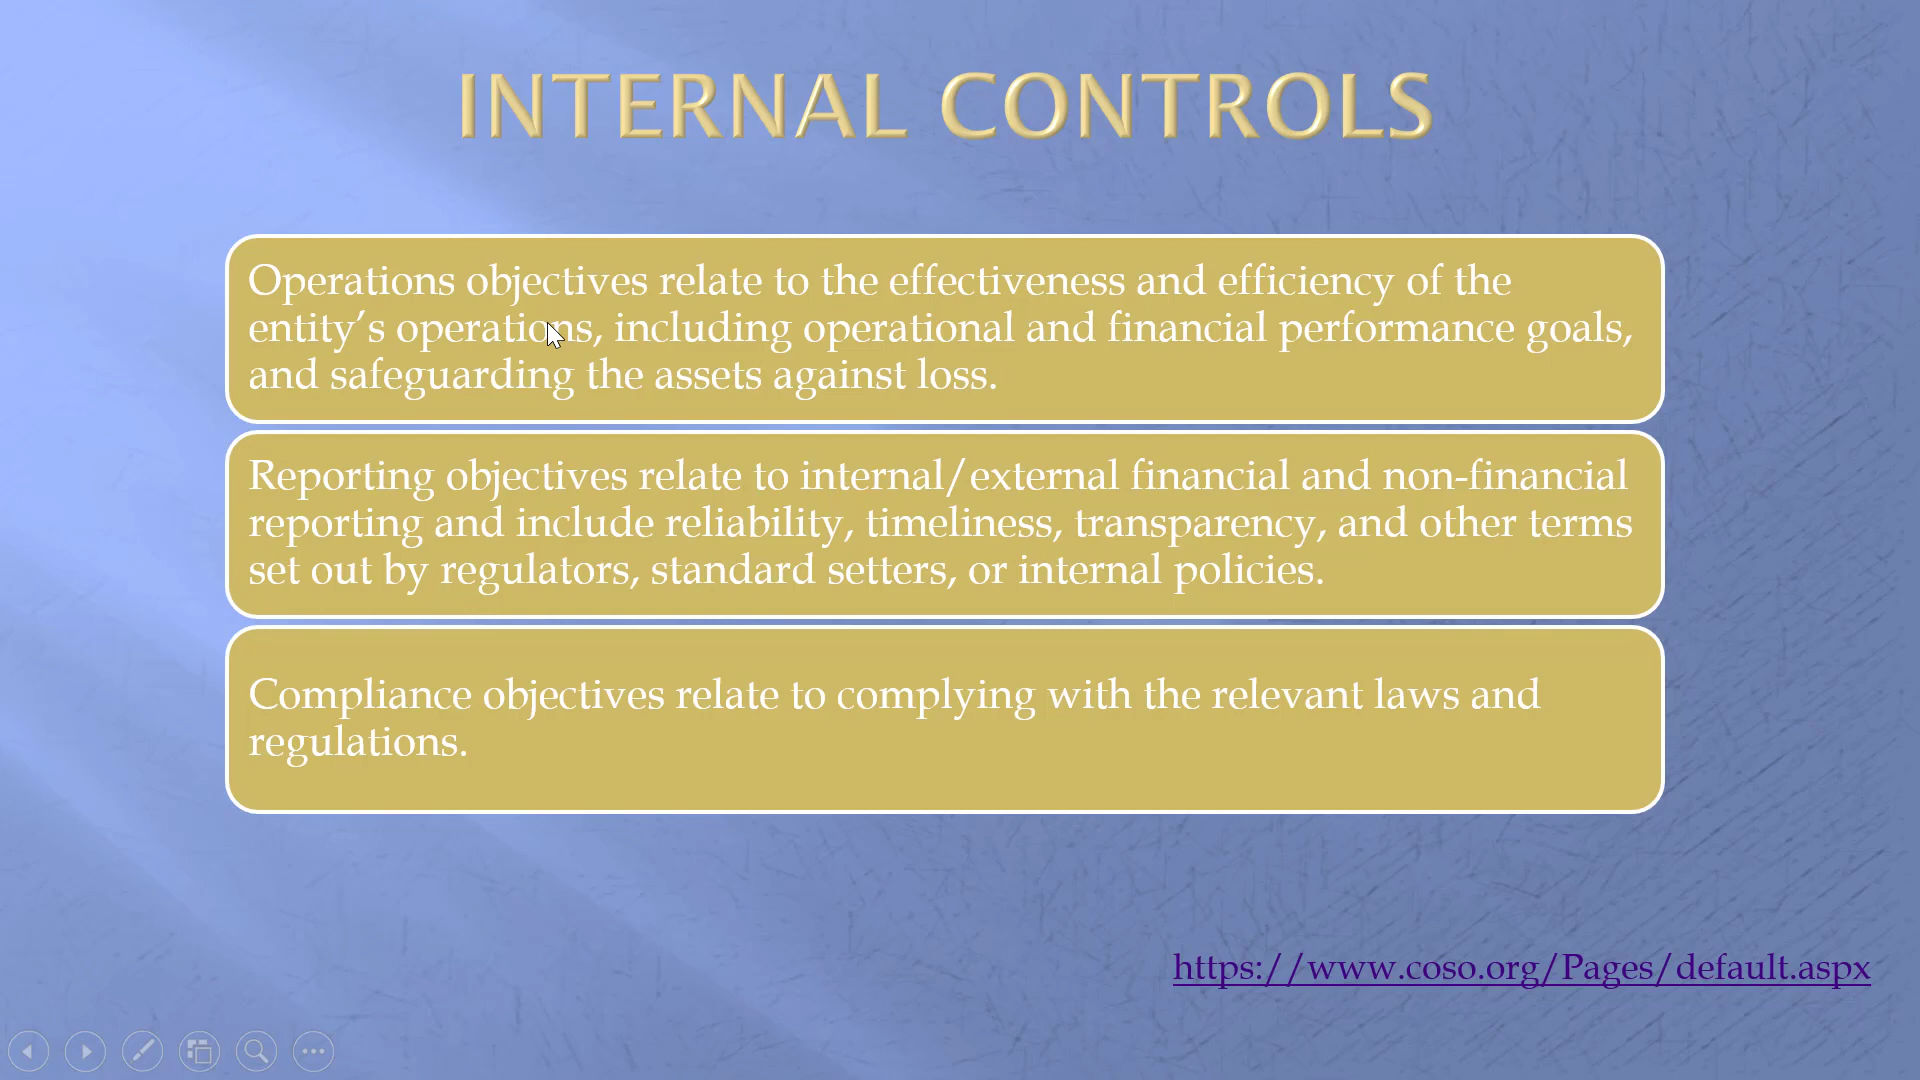 INTERNAL CONTROLS
Operations objectives relate to the effectiveness and efficiency of the
entity’s operations, including operational and financial performance goals,
and safeguarding the assets against loss.
Reporting objectives relate to internal/external financial and non-financial
reporting and include reliability, timeliness, transparency, and other terms
set out by regulators, standard setters, or internal policies.
Compliance objectives relate to complying with the relevant laws and
regulations.
https://www.coso.org/Pages/default.aspx